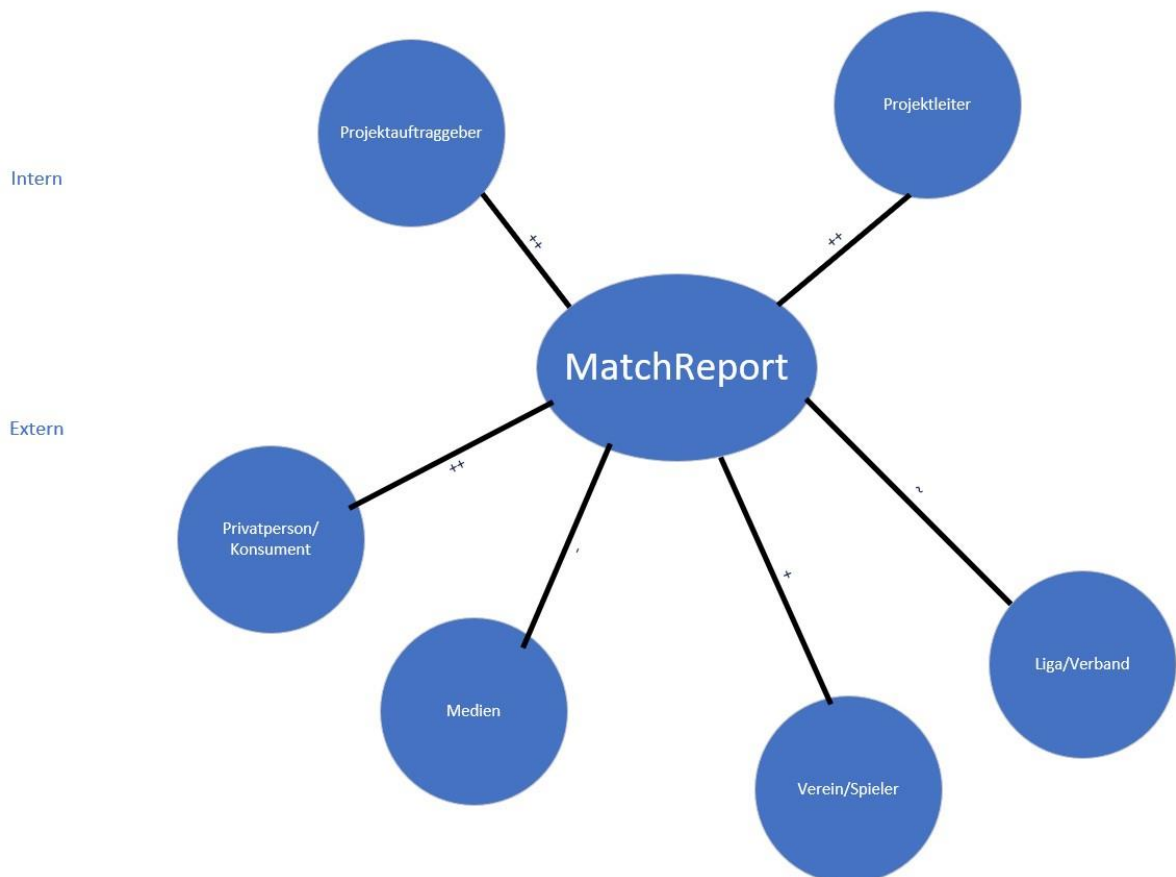 Projektleiter
Projektauftraggeber
Intern
++
++
MatchReport
Extern
++
~
Privatperson/
Konsument
-
+
Liga/Verband
Medien
Verein/Spieler